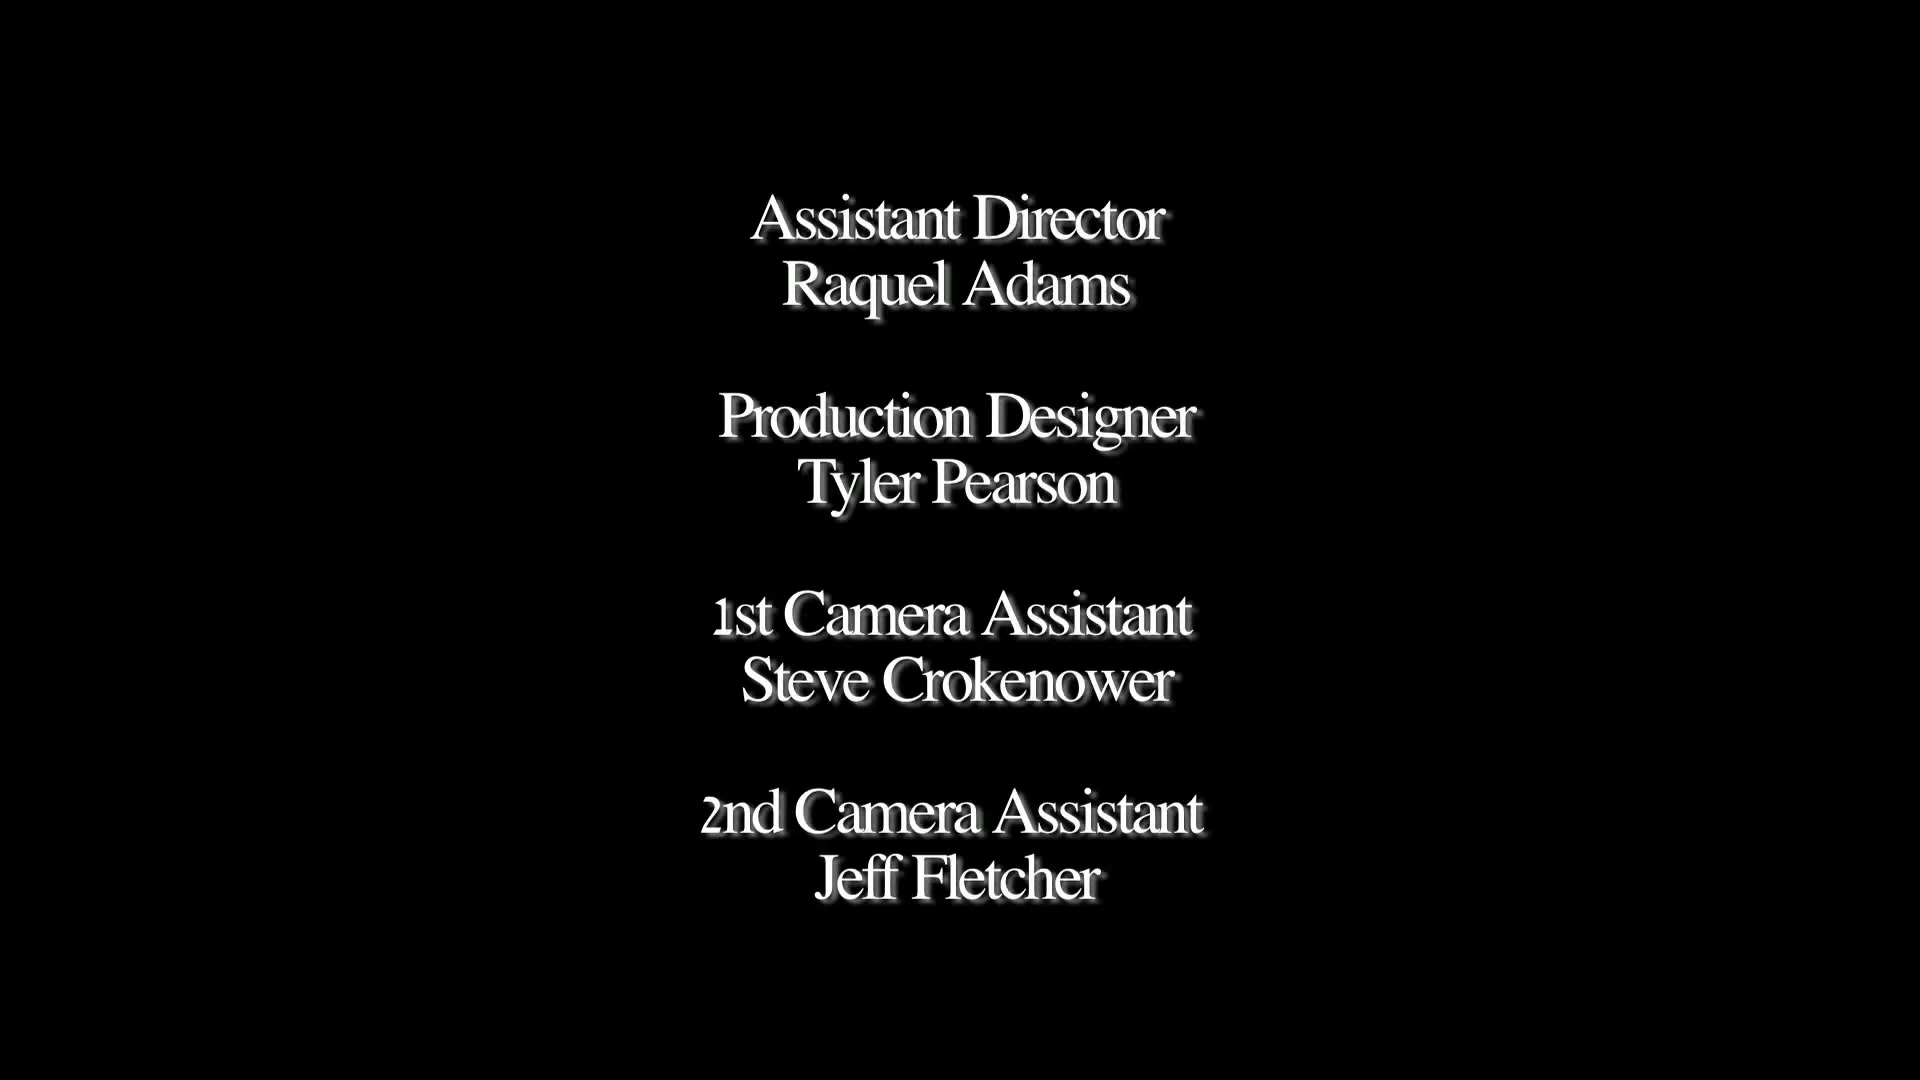 Assistant Director
Raquel Adams
Production Designer
Tyler Pearson
1st Camera Assistant
Steve Crokenower
2nd Camera Assistant
Jeff Fletcher